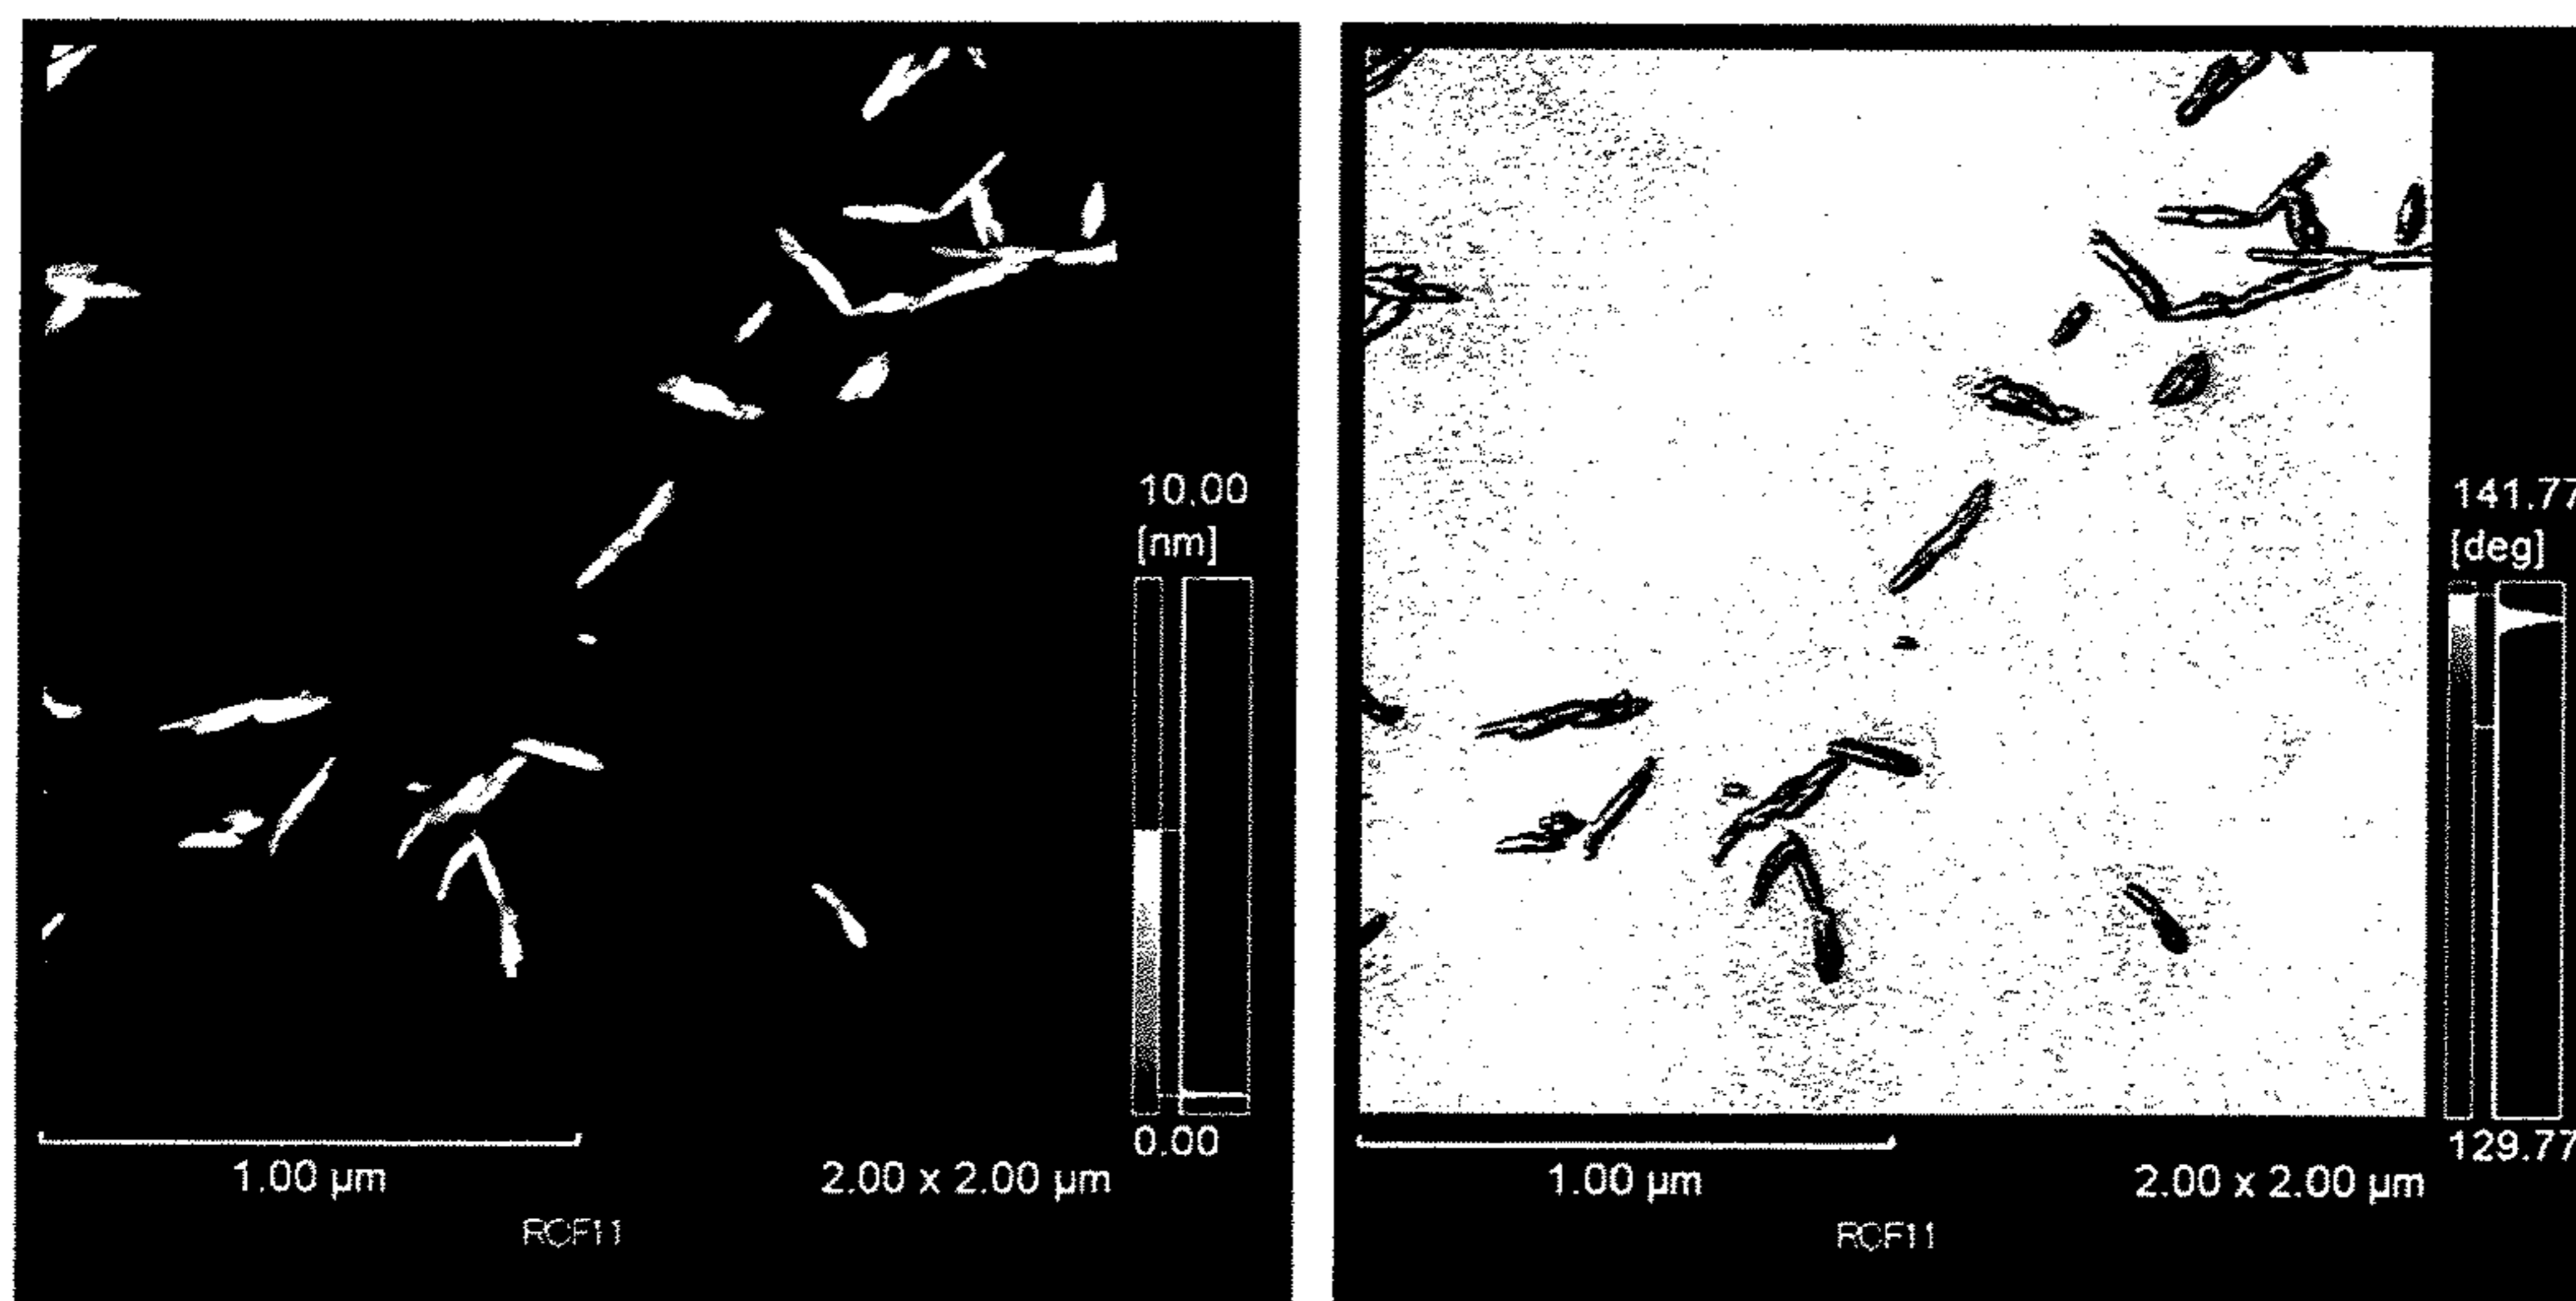 10.00
[nm]
0.00
1.00 µm
2.00 x 2.00 µm
RCF11
141.77
[deg]
129.77
1.00 µm
2.00 x 2.00 µm
RCF11